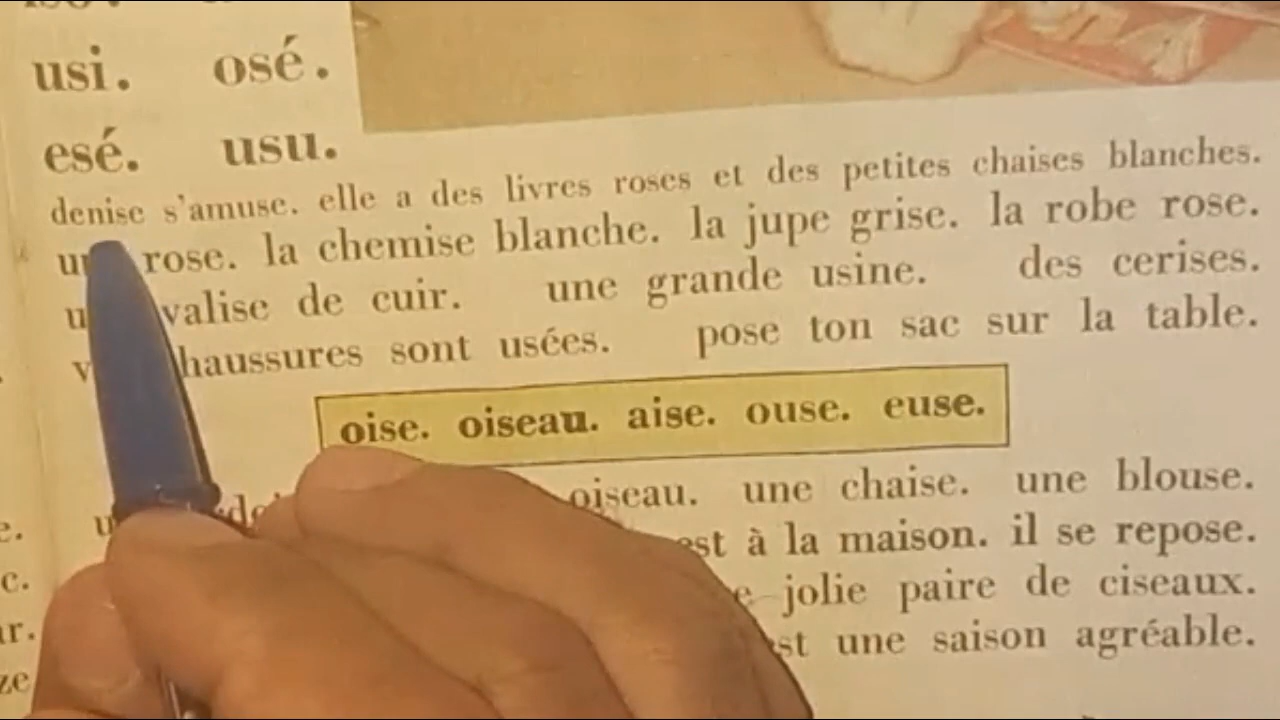 usi. osé.
esé. usu.
denise s'amuse. elle a des livres roses et des petites chaises blanches.
rose. la chemise blanche. la jupe grise. la robe rose.
valise de cuir. une grande usine. des cerises.
sont usées. pose ton sac sur la table.
oise. oiseau. aise. ouse. euse.
oiseau. une chaise. une blouse.
à la maison. il se repose.
jolie paire de ciseaux.
une saison agréable.